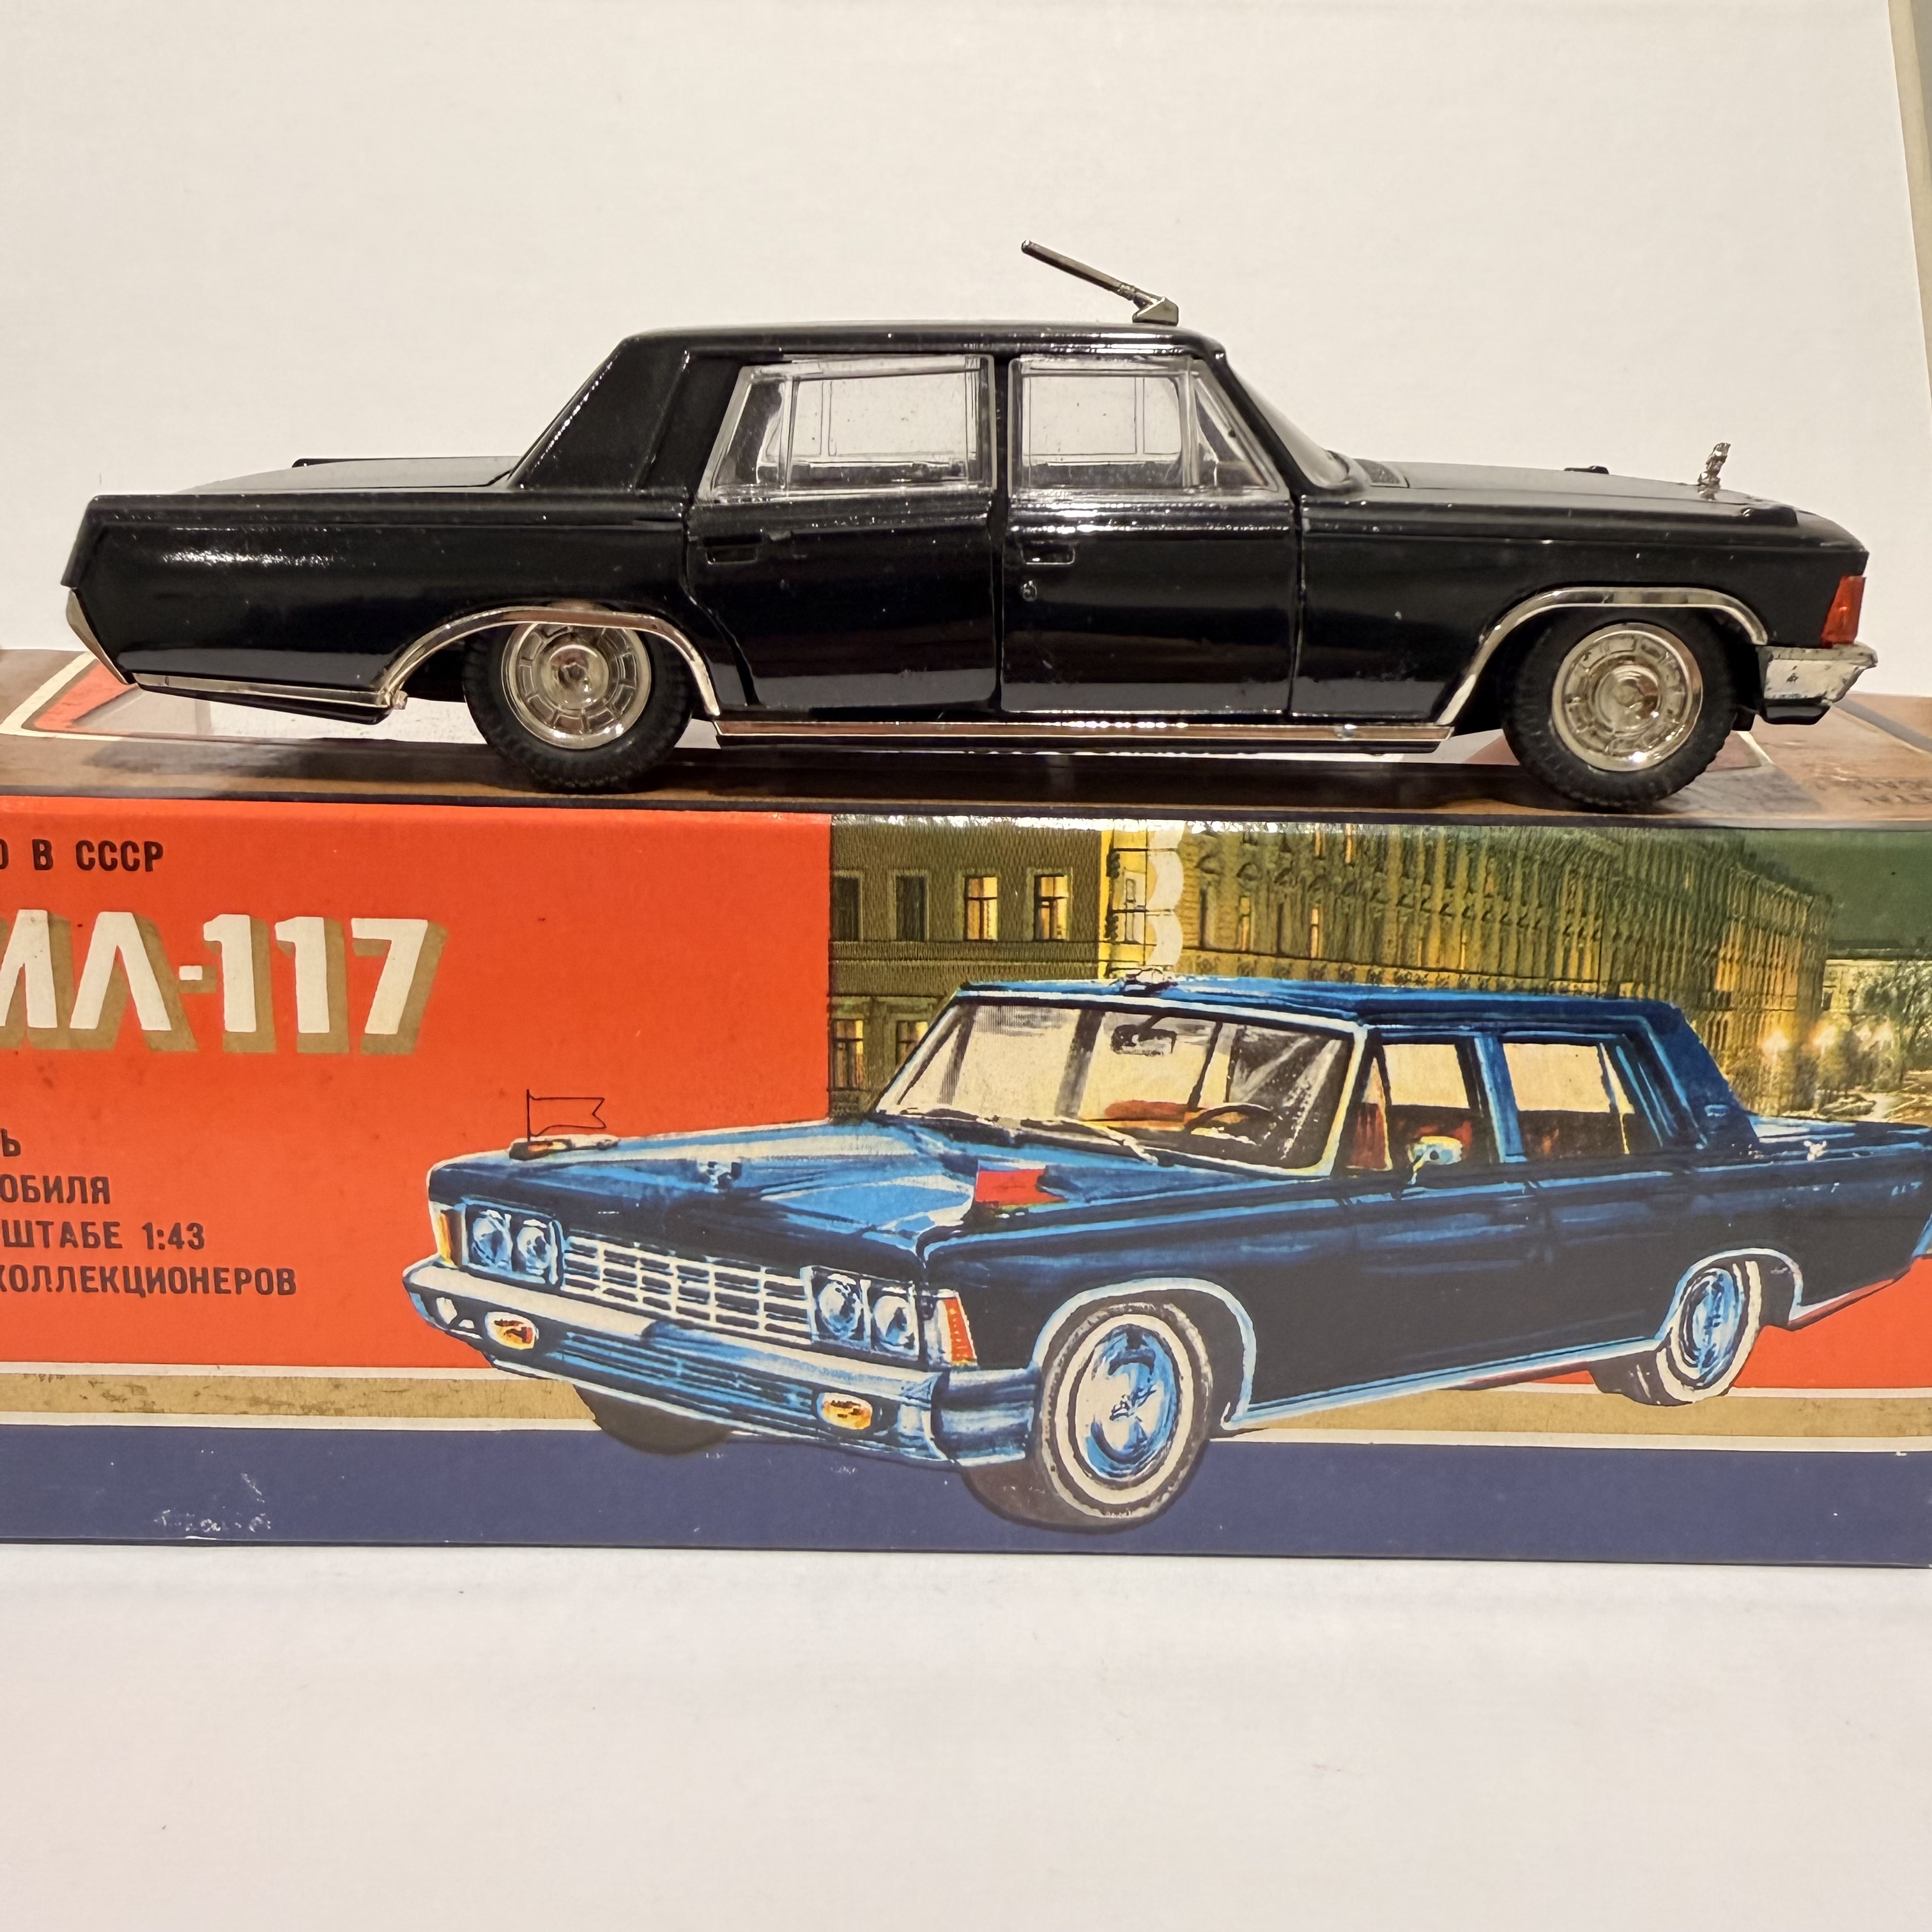 О В СССР
ИЛ-117
Ь
ОБИЛЯ
ШТАБЕ 1:43
КОЛЛЕКЦИОНЕРОВ